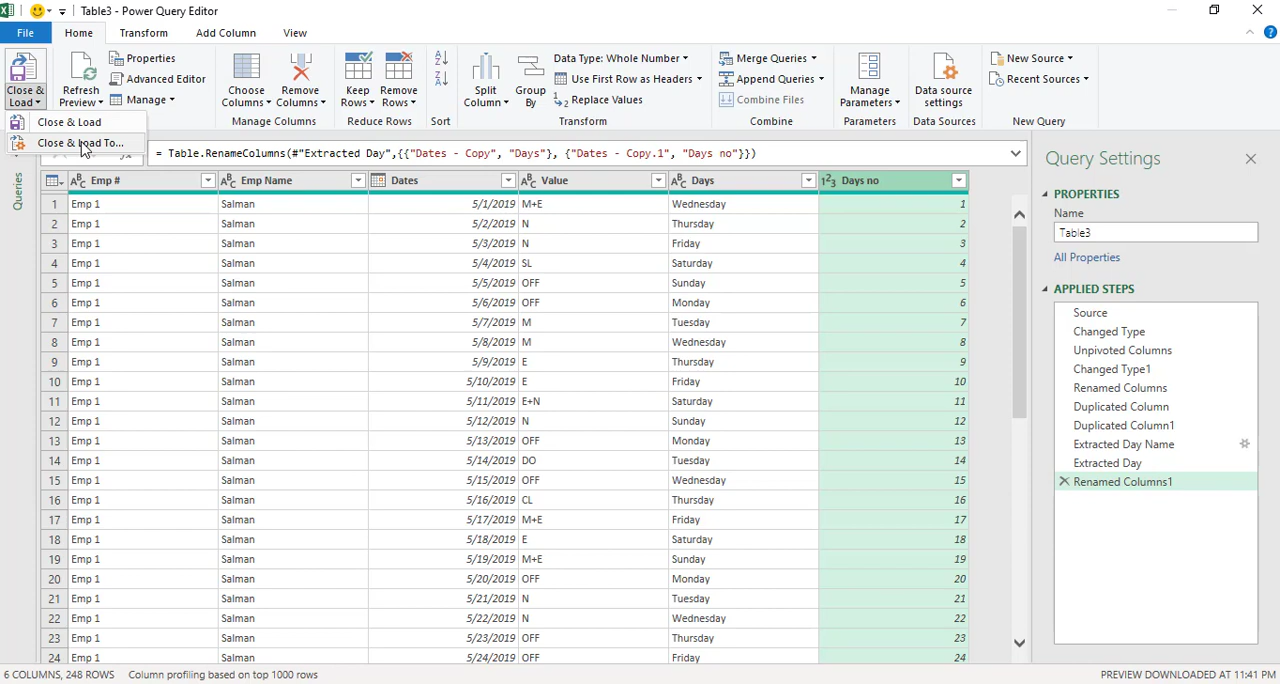 Table3 - Power Query Editor
File Home Transform Add Column View
Close & Load
Refresh Preview
Properties
Advanced Editor
Manage
Choose Columns
Remove Columns
Keep Rows
Remove Rows
Split Column
Group By
Data Type: Whole Number
Use First Row as Headers
Replace Values
Merge Queries
Append Queries
Combine Files
Manage Parameters
Data source settings
New Source
Recent Sources
Manage Columns Reduce Rows Sort Transform Combine Parameters Data Sources New Query
Close & Load
Close & Load To...
= Table.RenameColumns(#"Extracted Day",{{"Dates - Copy", "Days"}, {"Dates - Copy.1", "Days no"}})
Queries
Emp # Emp Name Dates Value Days Days no
1 Emp 1 Salman 5/1/2019 M+E Wednesday 1
2 Emp 1 Salman 5/2/2019 N Thursday 2
3 Emp 1 Salman 5/3/2019 N Friday 3
4 Emp 1 Salman 5/4/2019 SL Saturday 4
5 Emp 1 Salman 5/5/2019 OFF Sunday 5
6 Emp 1 Salman 5/6/2019 OFF Monday 6
7 Emp 1 Salman 5/7/2019 M Tuesday 7
8 Emp 1 Salman 5/8/2019 M Wednesday 8
9 Emp 1 Salman 5/9/2019 E Thursday 9
10 Emp 1 Salman 5/10/2019 E Friday 10
11 Emp 1 Salman 5/11/2019 E+N Saturday 11
12 Emp 1 Salman 5/12/2019 N Sunday 12
13 Emp 1 Salman 5/13/2019 OFF Monday 13
14 Emp 1 Salman 5/14/2019 DO Tuesday 14
15 Emp 1 Salman 5/15/2019 OFF Wednesday 15
16 Emp 1 Salman 5/16/2019 CL Thursday 16
17 Emp 1 Salman 5/17/2019 M+E Friday 17
18 Emp 1 Salman 5/18/2019 E Saturday 18
19 Emp 1 Salman 5/19/2019 M+E Sunday 19
20 Emp 1 Salman 5/20/2019 OFF Monday 20
21 Emp 1 Salman 5/21/2019 N Tuesday 21
22 Emp 1 Salman 5/22/2019 N Wednesday 22
23 Emp 1 Salman 5/23/2019 OFF Thursday 23
24 Emp 1 Salman 5/24/2019 OFF Friday 24
Query Settings
PROPERTIES
Name
Table3
All Properties
APPLIED STEPS
Source
Changed Type
Unpivoted Columns
Changed Type1
Renamed Columns
Duplicated Column
Duplicated Column1
Extracted Day Name
Extracted Day
Renamed Columns1
6 COLUMNS, 248 ROWS Column profiling based on top 1000 rows PREVIEW DOWNLOADED AT 11:41 PM